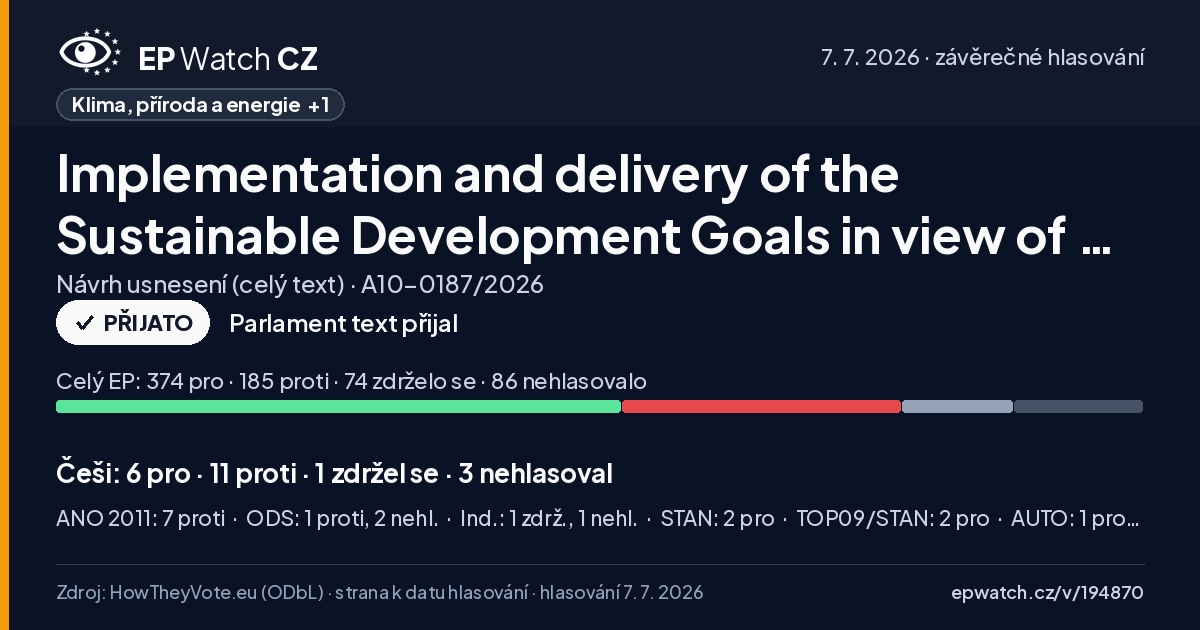 EP Watch CZ
7. 7. 2026 · závěrečné hlasování
Klima, příroda a energie +1
Implementation and delivery of the
Sustainable Development Goals in view of …
Návrh usnesení (celý text) · A10–0187/2026
✓ PŘIJATO Parlament text přijal
Celý EP: 374 pro · 185 proti · 74 zdrželo se · 86 nehlasovalo
Češi: 6 pro · 11 proti · 1 zdržel se · 3 nehlasoval
ANO 2011: 7 proti · ODS: 1 proti, 2 nehl. · Ind.: 1 zdrž., 1 nehl. · STAN: 2 pro · TOP09/STAN: 2 pro · AUTO: 1 pro…
Zdroj: HowTheyVote.eu (ODbL) · strana k datu hlasování · hlasování 7. 7. 2026
epwatch.cz/v/194870